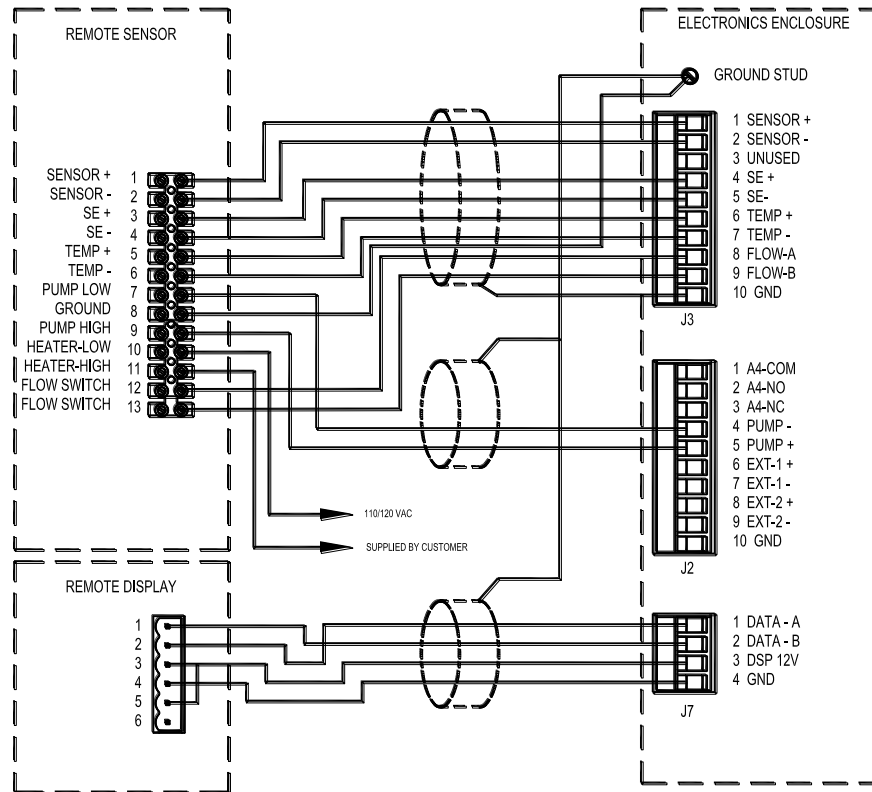 REMOTE SENSOR
SENSOR + 1
SENSOR - 2
SE + 3
SE - 4
TEMP + 5
TEMP - 6
PUMP LOW 7
GROUND 8
PUMP HIGH 9
HEATER-LOW 10
HEATER-HIGH 11
FLOW SWITCH 12
FLOW SWITCH 13
110/120 VAC
SUPPLIED BY CUSTOMER
REMOTE DISPLAY
1
2
3
4
5
6
ELECTRONICS ENCLOSURE
GROUND STUD
1 SENSOR +
2 SENSOR -
3 UNUSED
4 SE +
5 SE-
6 TEMP +
7 TEMP -
8 FLOW-A
9 FLOW-B
10 GND
J3
1 A4-COM
2 A4-NO
3 A4-NC
4 PUMP -
5 PUMP +
6 EXT-1 +
7 EXT-1 -
8 EXT-2 +
9 EXT-2 -
10 GND
J2
1 DATA - A
2 DATA - B
3 DSP 12V
4 GND
J7